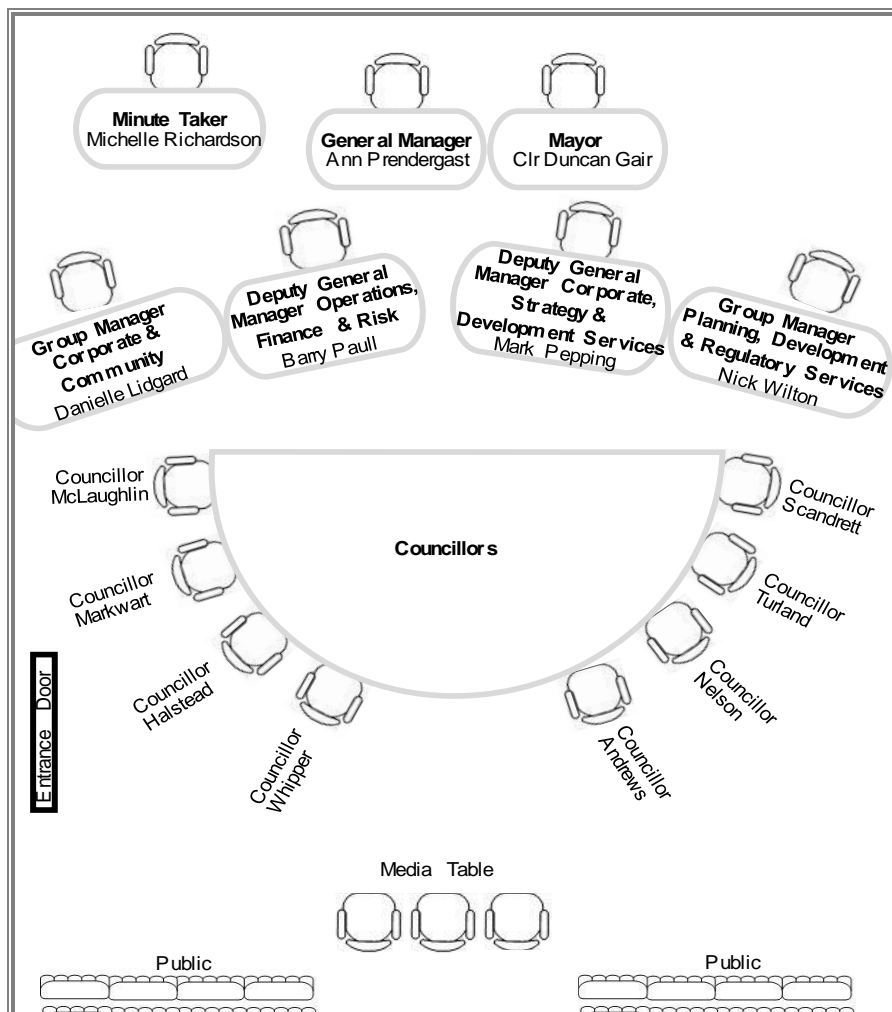 Minute Taker
Michelle Richardson
General Manager
Ann Prendergast
Mayor
Clr Duncan Gair
Group Manager
Corporate &
Community
Danielle Lidgard
Deputy General
Manager Operations,
Finance & Risk
Barry Paull
Deputy General
Manager Corporate,
Strategy &
Development Services
Mark Pepping
Group Manager
Planning, Development
& Regulatory Services
Nick Wilton
Councillor
McLaughlin
Councillor
Scandrett
Councillors
Councillor
Markwart
Councillor
Turland
Councillor
Halstead
Councillor
Nelson
Councillor
Whipper
Councillor
Andrews
Entrance Door
Media Table
Public
Public